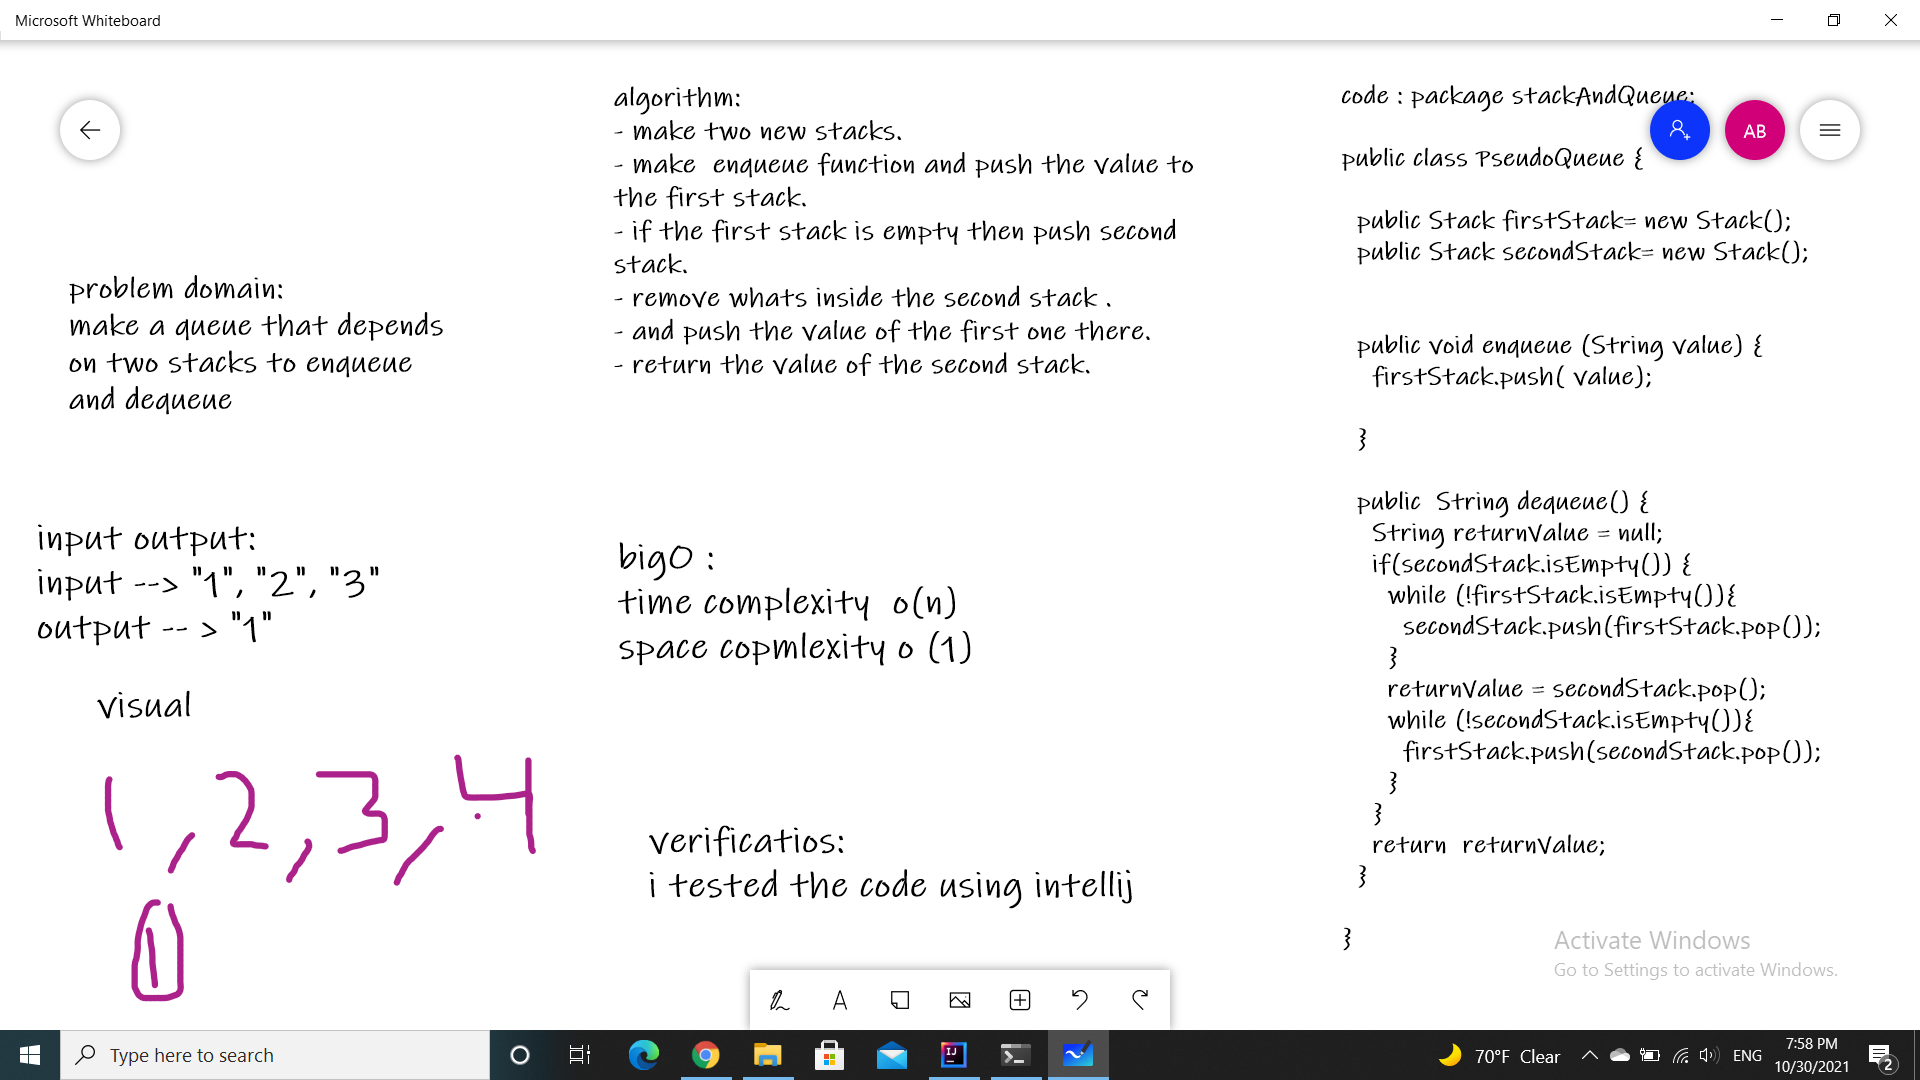 Microsoft Whiteboard
problem domain:
make a queue that depends
on two stacks to enqueue
and dequeue
input output:
input --> "1", "2", "3"
output -- > "1"
visual
1 , 2 , 3 , 4
1
algorithm:
- make two new stacks.
- make enqueue function and push the value to
the first stack.
- if the first stack is empty then push second
stack.
- remove whats inside the second stack .
- and push the value of the first one there.
- return the value of the second stack.
bigO :
time complexity o(n)
space copmlexity o (1)
verificatios:
i tested the code using intellij
code : package stackAndQueue;
AB
public class PseudoQueue {
public Stack firstStack= new Stack();
public Stack secondStack= new Stack();
public void enqueue (String value) {
firstStack.push( value);
}
public String dequeue() {
String returnValue = null;
if(secondStack.isEmpty()) {
while (!firstStack.isEmpty()){
secondStack.push(firstStack.pop());
}
returnValue = secondStack.pop();
while (!secondStack.isEmpty()){
firstStack.push(secondStack.pop());
}
}
return returnValue;
}
}
Activate Windows
Go to Settings to activate Windows.
Type here to search
70°F Clear
ENG
7:58 PM
10/30/2021
2